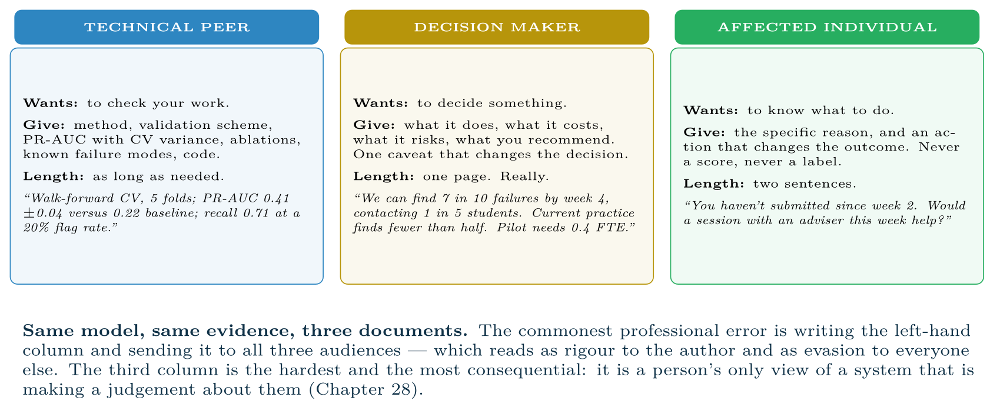 TECHNICAL PEER
Wants: to check your work.
Give: method, validation scheme,
PR-AUC with CV variance, ablations,
known failure modes, code.
Length: as long as needed.
“Walk-forward CV, 5 folds; PR-AUC 0.41
±0.04 versus 0.22 baseline; recall 0.71 at a
20% flag rate.”
DECISION MAKER
Wants: to decide something.
Give: what it does, what it costs,
what it risks, what you recommend.
One caveat that changes the decision.
Length: one page. Really.
“We can find 7 in 10 failures by week 4,
contacting 1 in 5 students. Current practice
finds fewer than half. Pilot needs 0.4 FTE.”
AFFECTED INDIVIDUAL
Wants: to know what to do.
Give: the specific reason, and an ac-
tion that changes the outcome. Never
a score, never a label.
Length: two sentences.
“You haven’t submitted since week 2. Would
a session with an adviser this week help?”
Same model, same evidence, three documents. The commonest professional error is writing the left-hand
column and sending it to all three audiences — which reads as rigour to the author and as evasion to everyone
else. The third column is the hardest and the most consequential: it is a person’s only view of a system that is
making a judgement about them (Chapter 28).